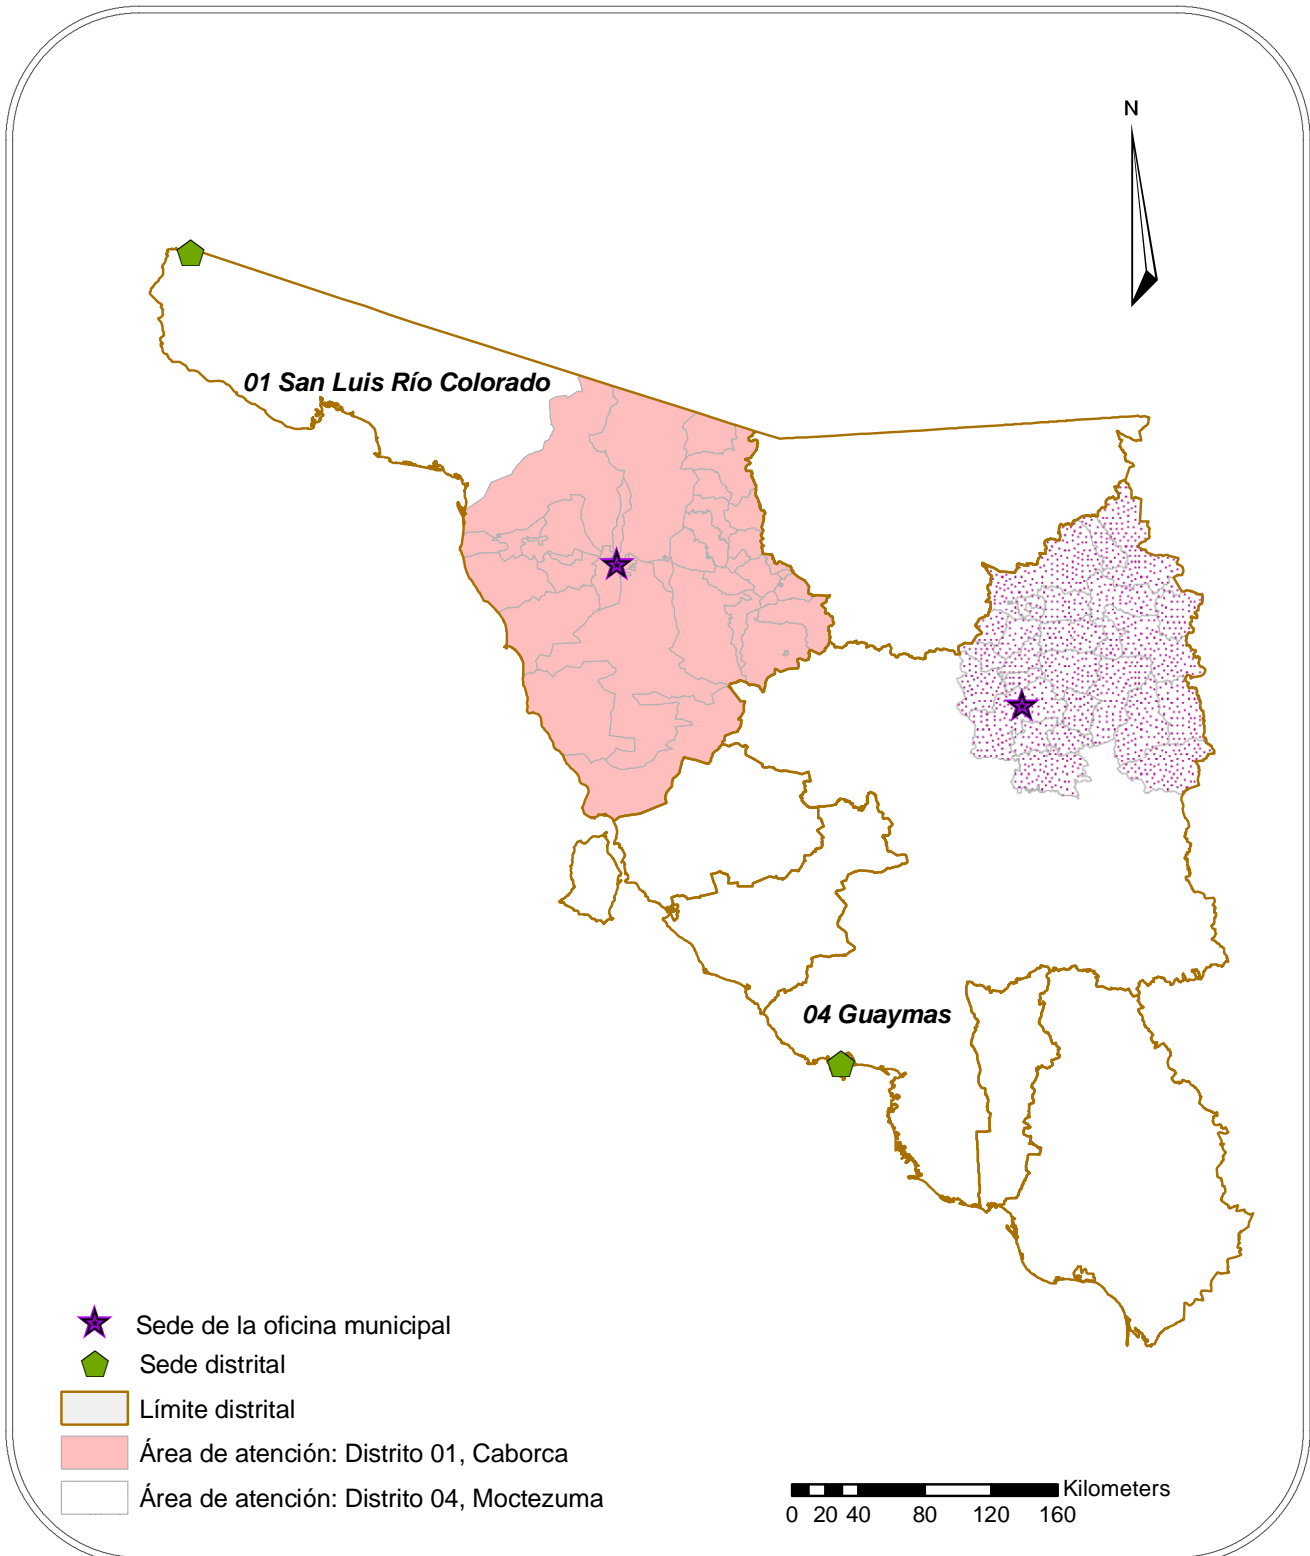 N
01 San Luis Río Colorado
04 Guaymas
Sede de la oficina municipal
Sede distrital
Límite distrital
Área de atención: Distrito 01, Caborca
Área de atención: Distrito 04, Moctezuma
Kilometers
0 20 40 80 120 160